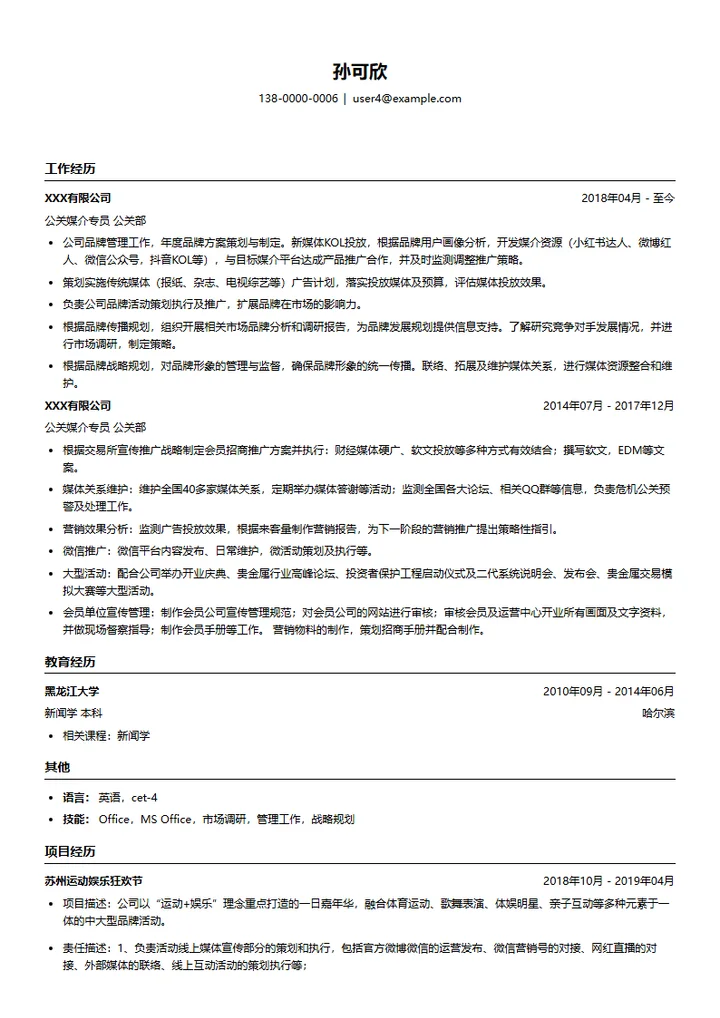 孙可欣
138-0000-0006 | user4@example.com
工作经历
XXX有限公司 2018年04月 - 至今
公关媒介专员 公关部
• 公司品牌管理工作，年度品牌方案策划与制定。新媒体KOL投放，根据品牌用户画像分析，开发媒介资源（小红书达人、微博红
人、微信公众号，抖音KOL等），与目标媒介平台达成产品推广合作，并及时监测调整推广策略。
• 策划实施传统媒体（报纸、杂志、电视综艺等）广告计划，落实投放媒体及预算，评估媒体投放效果。
• 负责公司品牌活动策划执行及推广，扩展品牌在市场的影响力。
• 根据品牌传播规划，组织开展相关市场品牌分析和调研报告，为品牌发展规划提供信息支持。了解研究竞争对手发展情况，并进
行市场调研，制定策略。
• 根据品牌战略规划，对品牌形象的管理与监督，确保品牌形象的统一传播。联络、拓展及维护媒体关系，进行媒体资源整合和维
护。
XXX有限公司 2014年07月 - 2017年12月
公关媒介专员 公关部
• 根据交易所宣传推广战略制定会员招商推广方案并执行：财经媒体硬广、软文投放等多种方式有效结合；撰写软文，EDM等文
案。
• 媒体关系维护：维护全国40多家媒体关系，定期举办媒体答谢等活动；监测全国各大论坛、相关QQ群等信息，负责危机公关预
警及处理工作。
• 营销效果分析：监测广告投放效果，根据来客量制作营销报告，为下一阶段的营销推广提出策略性指引。
• 微信推广：微信平台内容发布、日常维护，微活动策划及执行等。
• 大型活动：配合公司举办开业庆典、贵金属行业高峰论坛、投资者保护工程启动仪式及二代系统说明会、发布会、贵金属交易模
拟大赛等大型活动。
• 会员单位宣传管理：制作会员公司宣传管理规范；对会员公司的网站进行审核；审核会员及运营中心开业所有画面及文字资料，
并做现场督察指导；制作会员手册等工作。 营销物料的制作，策划招商手册并配合制作。
教育经历
黑龙江大学 2010年09月 - 2014年06月
新闻学 本科 哈尔滨
• 相关课程：新闻学
其他
• 语言： 英语，cet-4
• 技能： Office，MS Office，市场调研，管理工作，战略规划
项目经历
苏州运动娱乐狂欢节 2018年10月 - 2019年04月
• 项目描述：公司以“运动+娱乐”理念重点打造的一日嘉年华，融合体育运动、歌舞表演、体娱明星、亲子互动等多种元素于一
体的中大型品牌活动。
• 责任描述：1、负责活动线上媒体宣传部分的策划和执行，包括官方微博微信的运营发布、微信营销号的对接、网红直播的对
接、外部媒体的联络、线上互动活动的策划执行等；